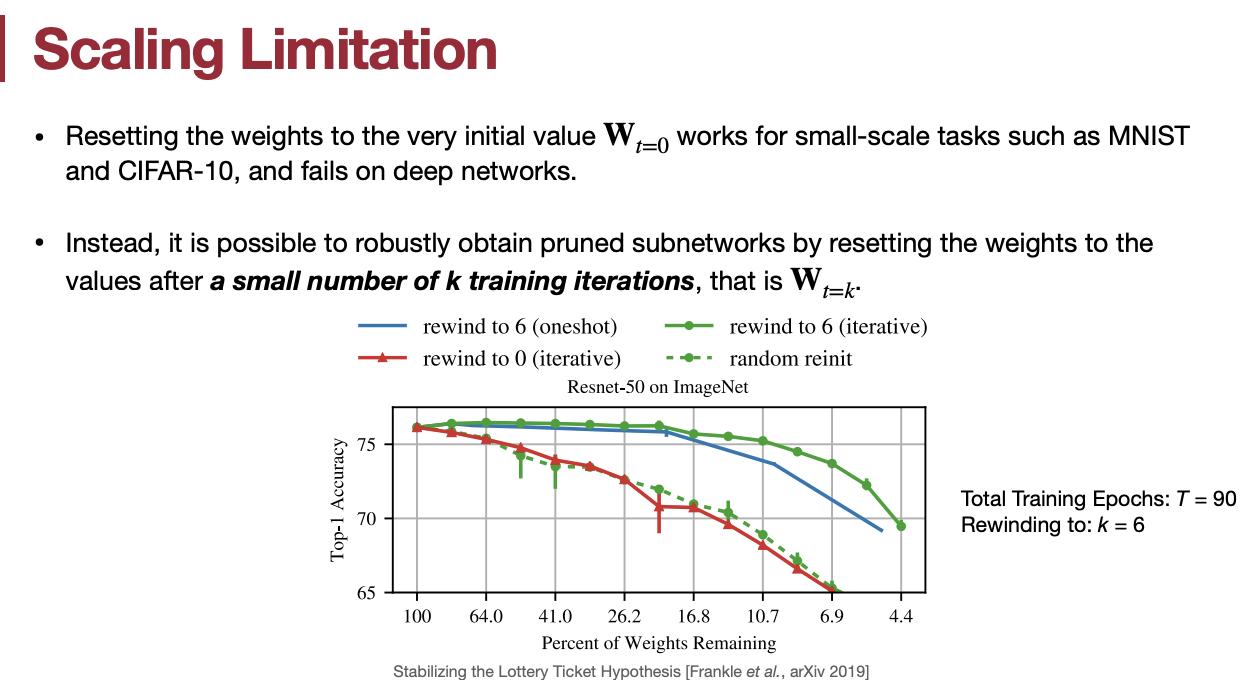 Scaling Limitation
• Resetting the weights to the very initial value W_{t=0} works for small-scale tasks such as MNIST
and CIFAR-10, and fails on deep networks.
• Instead, it is possible to robustly obtain pruned subnetworks by resetting the weights to the
values after a small number of k training iterations, that is W_{t=k}.
rewind to 6 (oneshot)
rewind to 6 (iterative)
rewind to 0 (iterative)
random reinit
Resnet-50 on ImageNet
Top-1 Accuracy
75
70
65
100 64.0 41.0 26.2 16.8 10.7 6.9 4.4
Percent of Weights Remaining
Total Training Epochs: T = 90
Rewinding to: k = 6
Stabilizing the Lottery Ticket Hypothesis [Frankle et al., arXiv 2019]